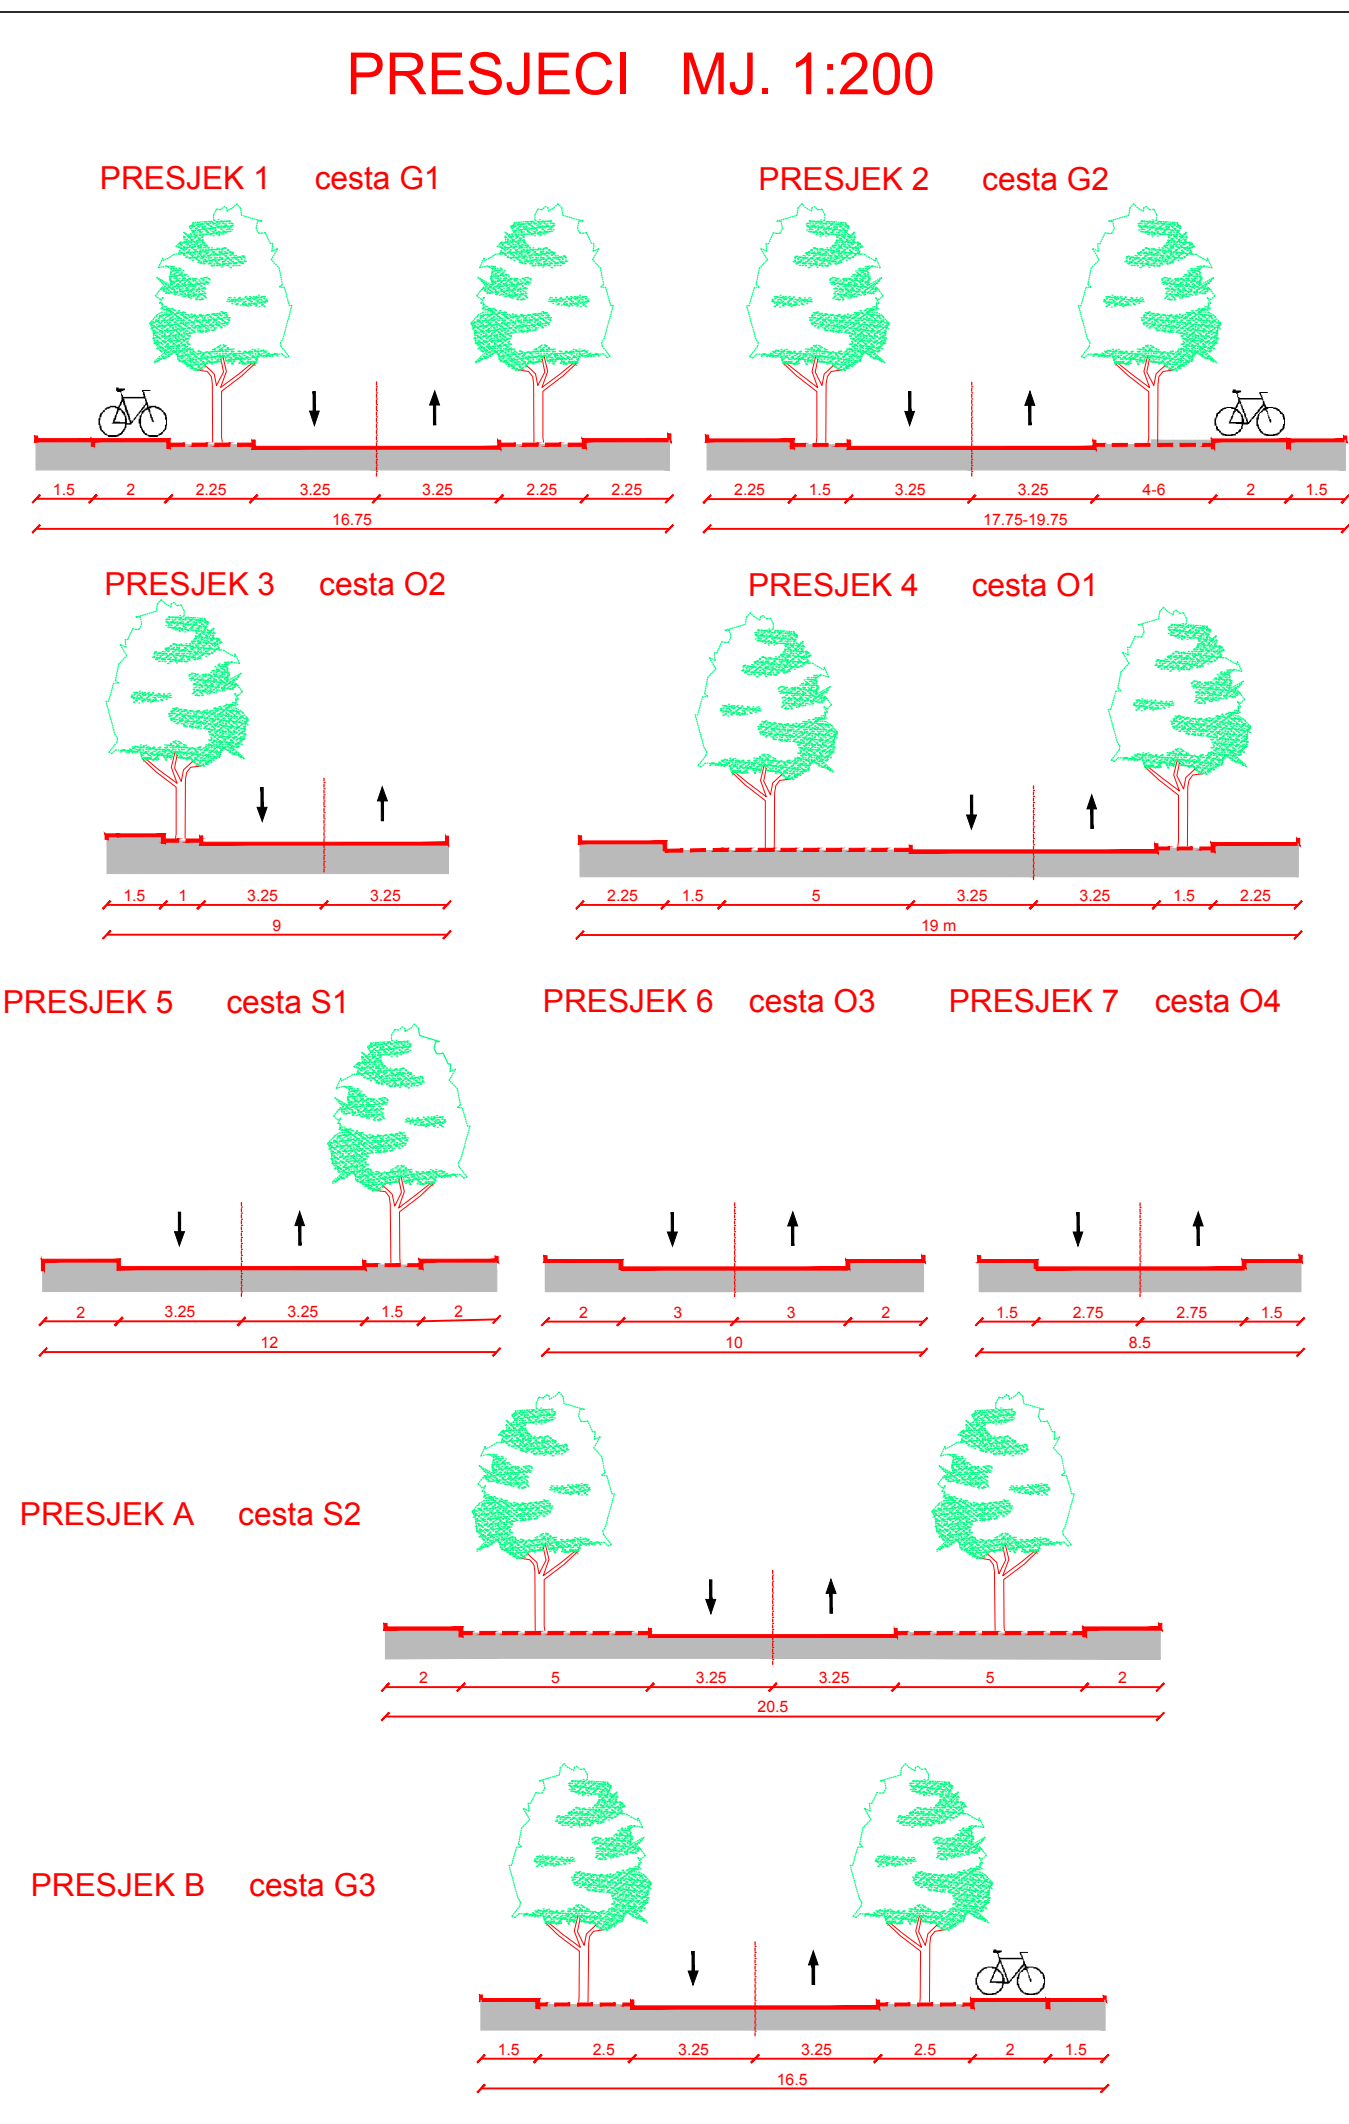 PRESJECI MJ. 1:200
PRESJEK 1 cesta G1
1.5 2 2.25 3.25 3.25 2.25 2.25
16.75
PRESJEK 2 cesta G2
2.25 1.5 3.25 3.25 4-6 2 1.5
17.75-19.75
PRESJEK 3 cesta O2
1.5 1 3.25 3.25
9
PRESJEK 4 cesta O1
2.25 1.5 5 3.25 3.25 1.5 2.25
19 m
PRESJEK 5 cesta S1
2 3.25 3.25 1.5 2
12
PRESJEK 6 cesta O3
2 3 3 2
10
PRESJEK 7 cesta O4
1.5 2.75 2.75 1.5
8.5
PRESJEK A cesta S2
2 5 3.25 3.25 5 2
20.5
PRESJEK B cesta G3
1.5 2.5 3.25 3.25 2.5 2 1.5
16.5